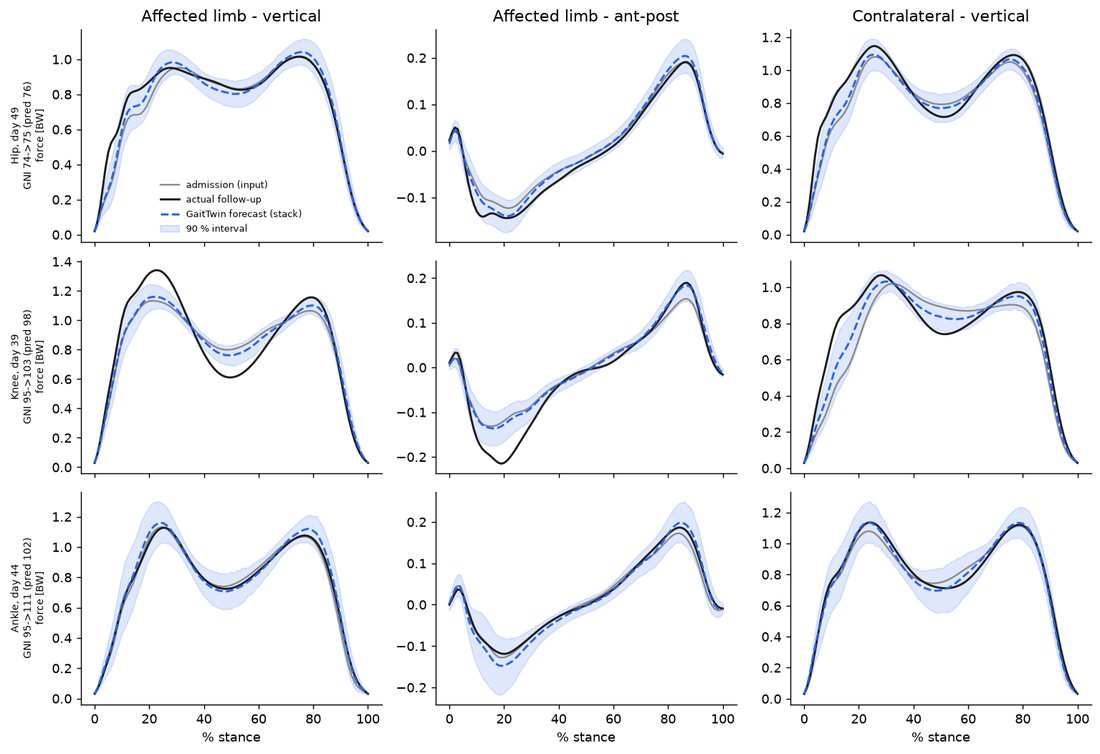 Affected limb - vertical
Affected limb - ant-post
Contralateral - vertical
Hip, day 49
GNI 74->75 (pred 76)
force [BW]
1.0
0.8
0.6
0.4
0.2
0.0
admission (input)
actual follow-up
GaitTwin forecast (stack)
90 % interval
0.2
0.1
0.0
−0.1
1.2
1.0
0.8
0.6
0.4
0.2
0.0
Knee, day 39
GNI 95->103 (pred 98)
force [BW]
1.4
1.2
1.0
0.8
0.6
0.4
0.2
0.0
0.2
0.1
0.0
−0.1
−0.2
1.0
0.8
0.6
0.4
0.2
0.0
Ankle, day 44
GNI 95->111 (pred 102)
force [BW]
1.2
1.0
0.8
0.6
0.4
0.2
0.0
0.2
0.1
0.0
−0.1
−0.2
1.2
1.0
0.8
0.6
0.4
0.2
0.0
0 20 40 60 80 100
0 20 40 60 80 100
0 20 40 60 80 100
% stance
% stance
% stance